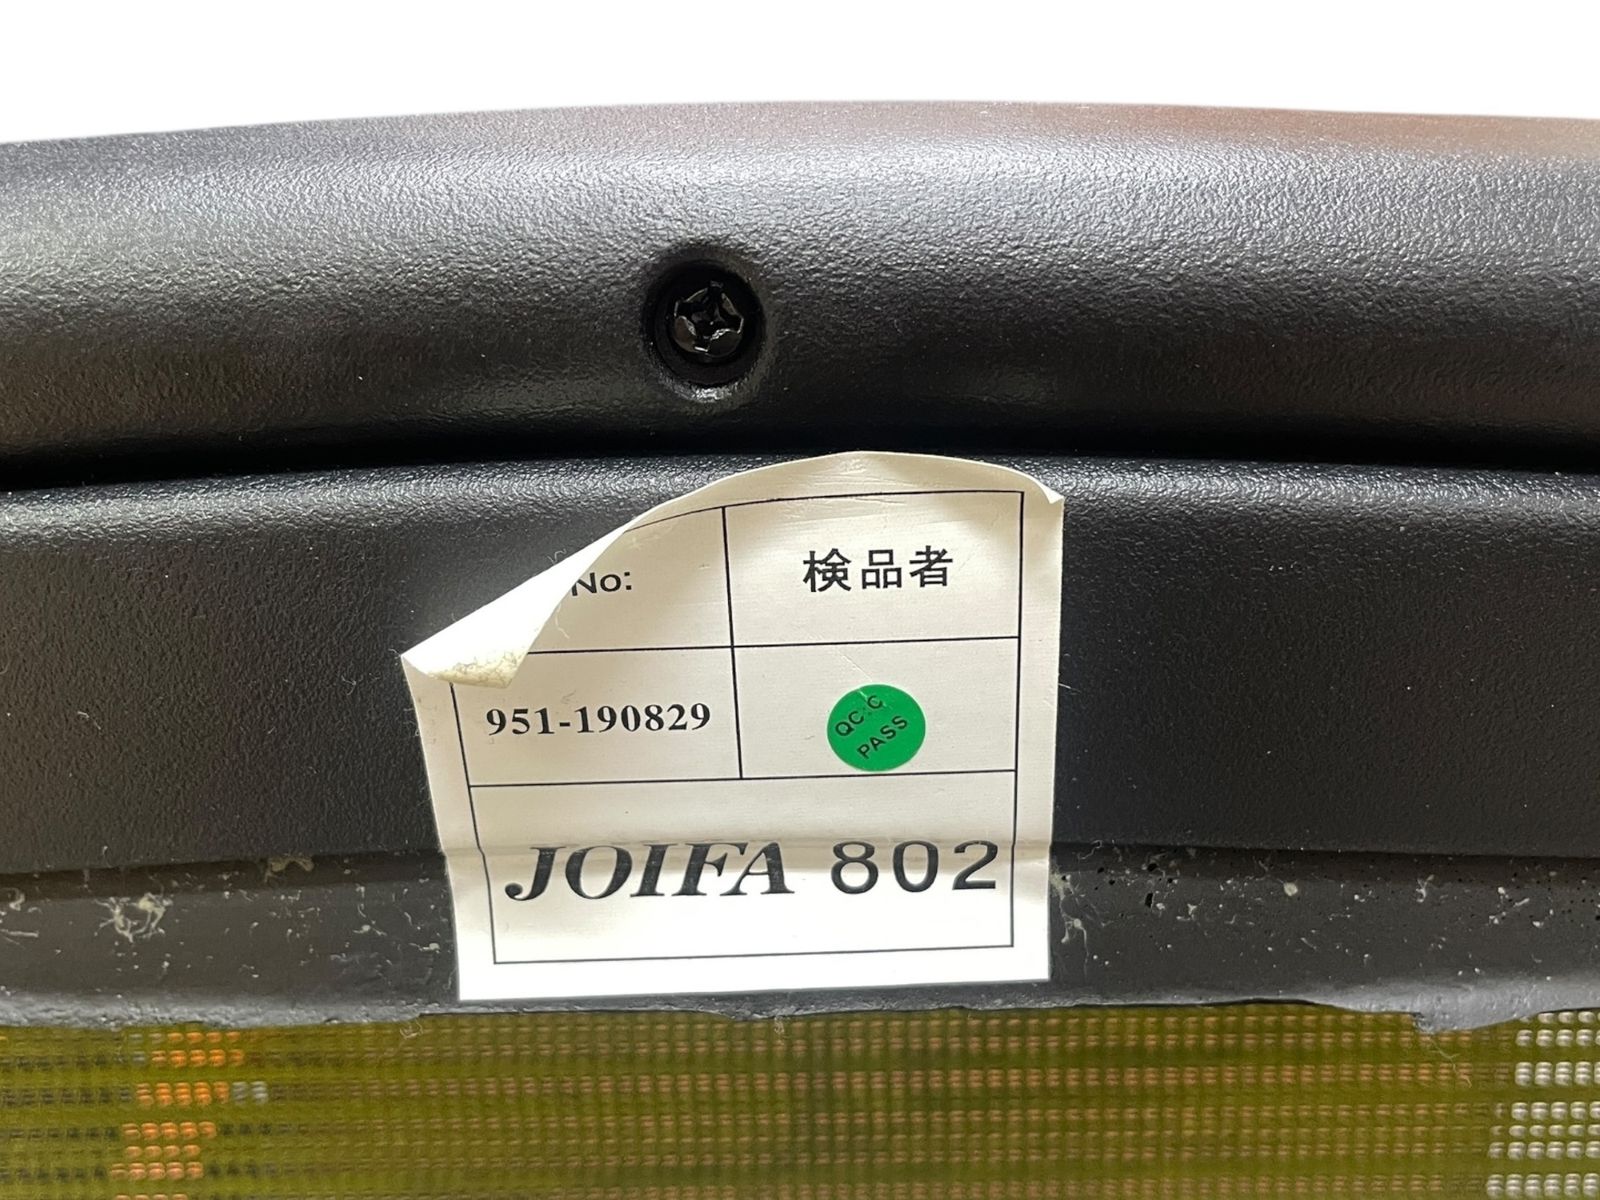 No:
検品者
951-190829
QC:C
PASS
JOIFA 802